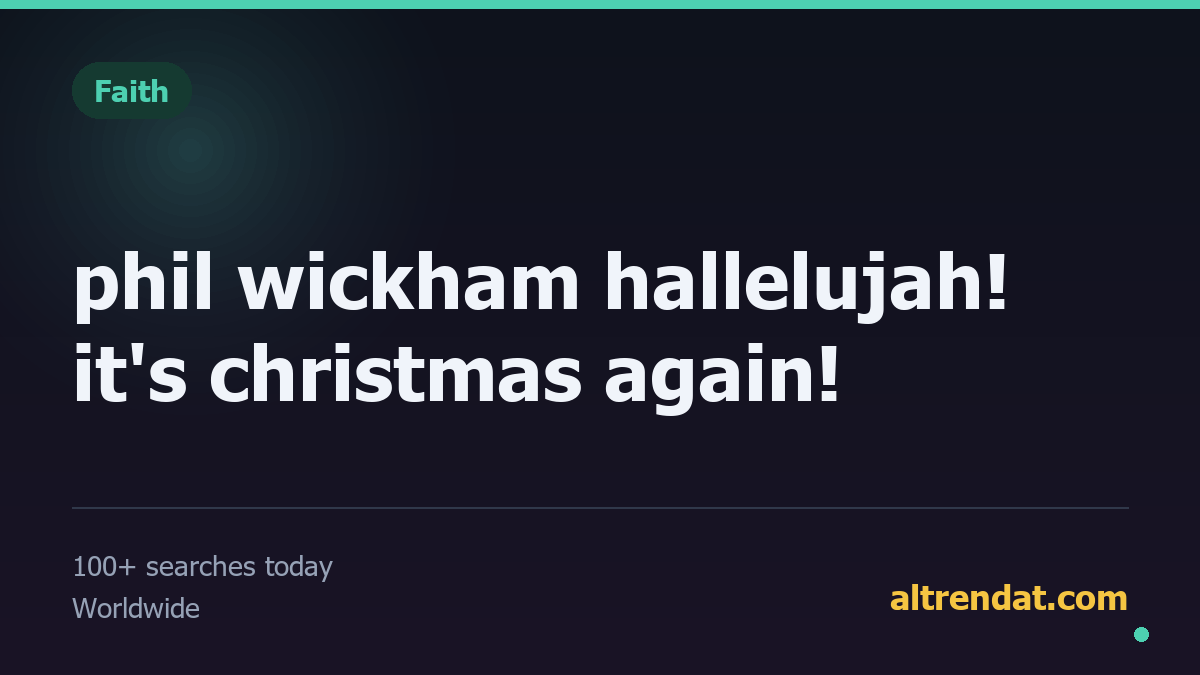 Faith
phil wickham hallelujah!
it's christmas again!
100+ searches today
Worldwide
altrendat.com